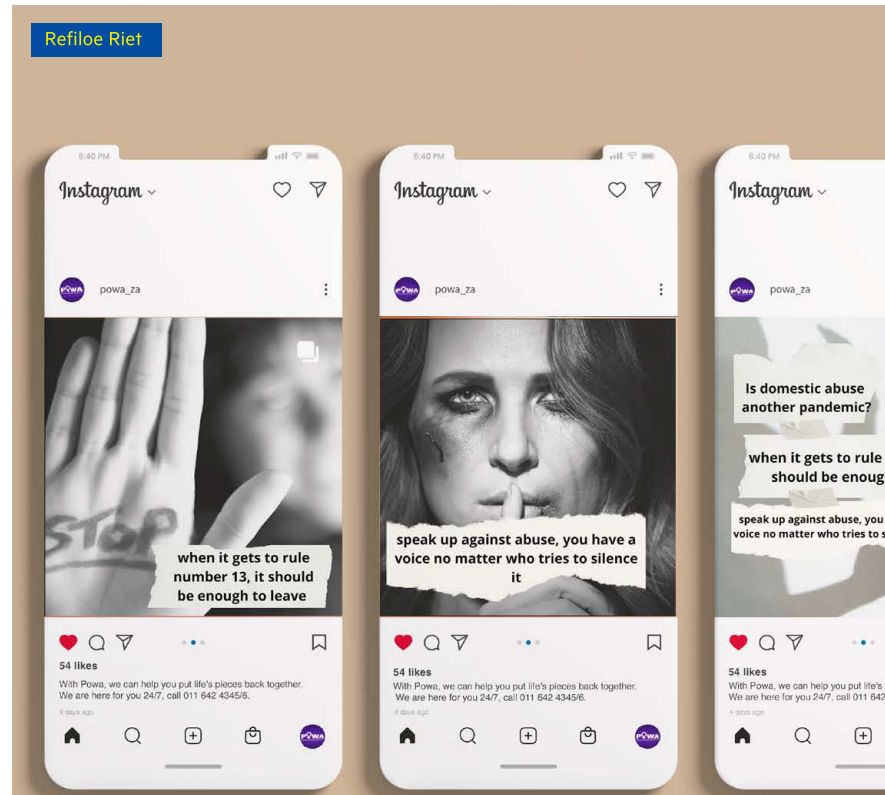 Refiloe Riet
6:40 PM
Instagram
POWA
powa_za
STOP
when it gets to rule
number 13, it should
be enough to leave
54 likes
With Powa, we can help you put life's pieces back together.
We are here for you 24/7, call 011 642 4345/6.
4 days ago
POWA
6:40 PM
Instagram
POWA
powa_za
speak up against abuse, you have a
voice no matter who tries to silence
it
54 likes
With Powa, we can help you put life's pieces back together.
We are here for you 24/7, call 011 642 4345/6.
4 days ago
POWA
6:40 PM
Instagram
POWA
powa_za
Is domestic abuse
another pandemic?
when it gets to rule
should be enoug
speak up against abuse, you
voice no matter who tries to s
54 likes
With Powa, we can help you put life's
We are here for you 24/7, call 011 642
4 days ago